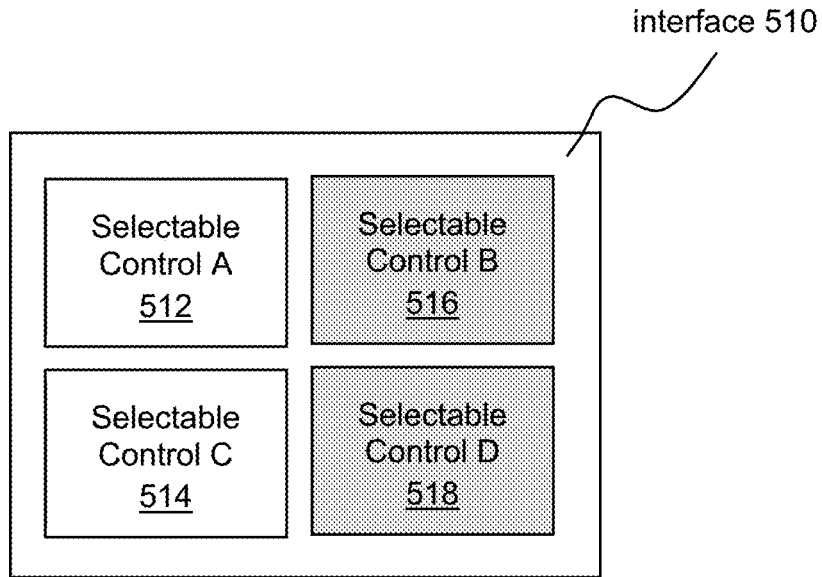 interface 510
Selectable
Control A
512
Selectable
Control B
516
Selectable
Control C
514
Selectable
Control D
518